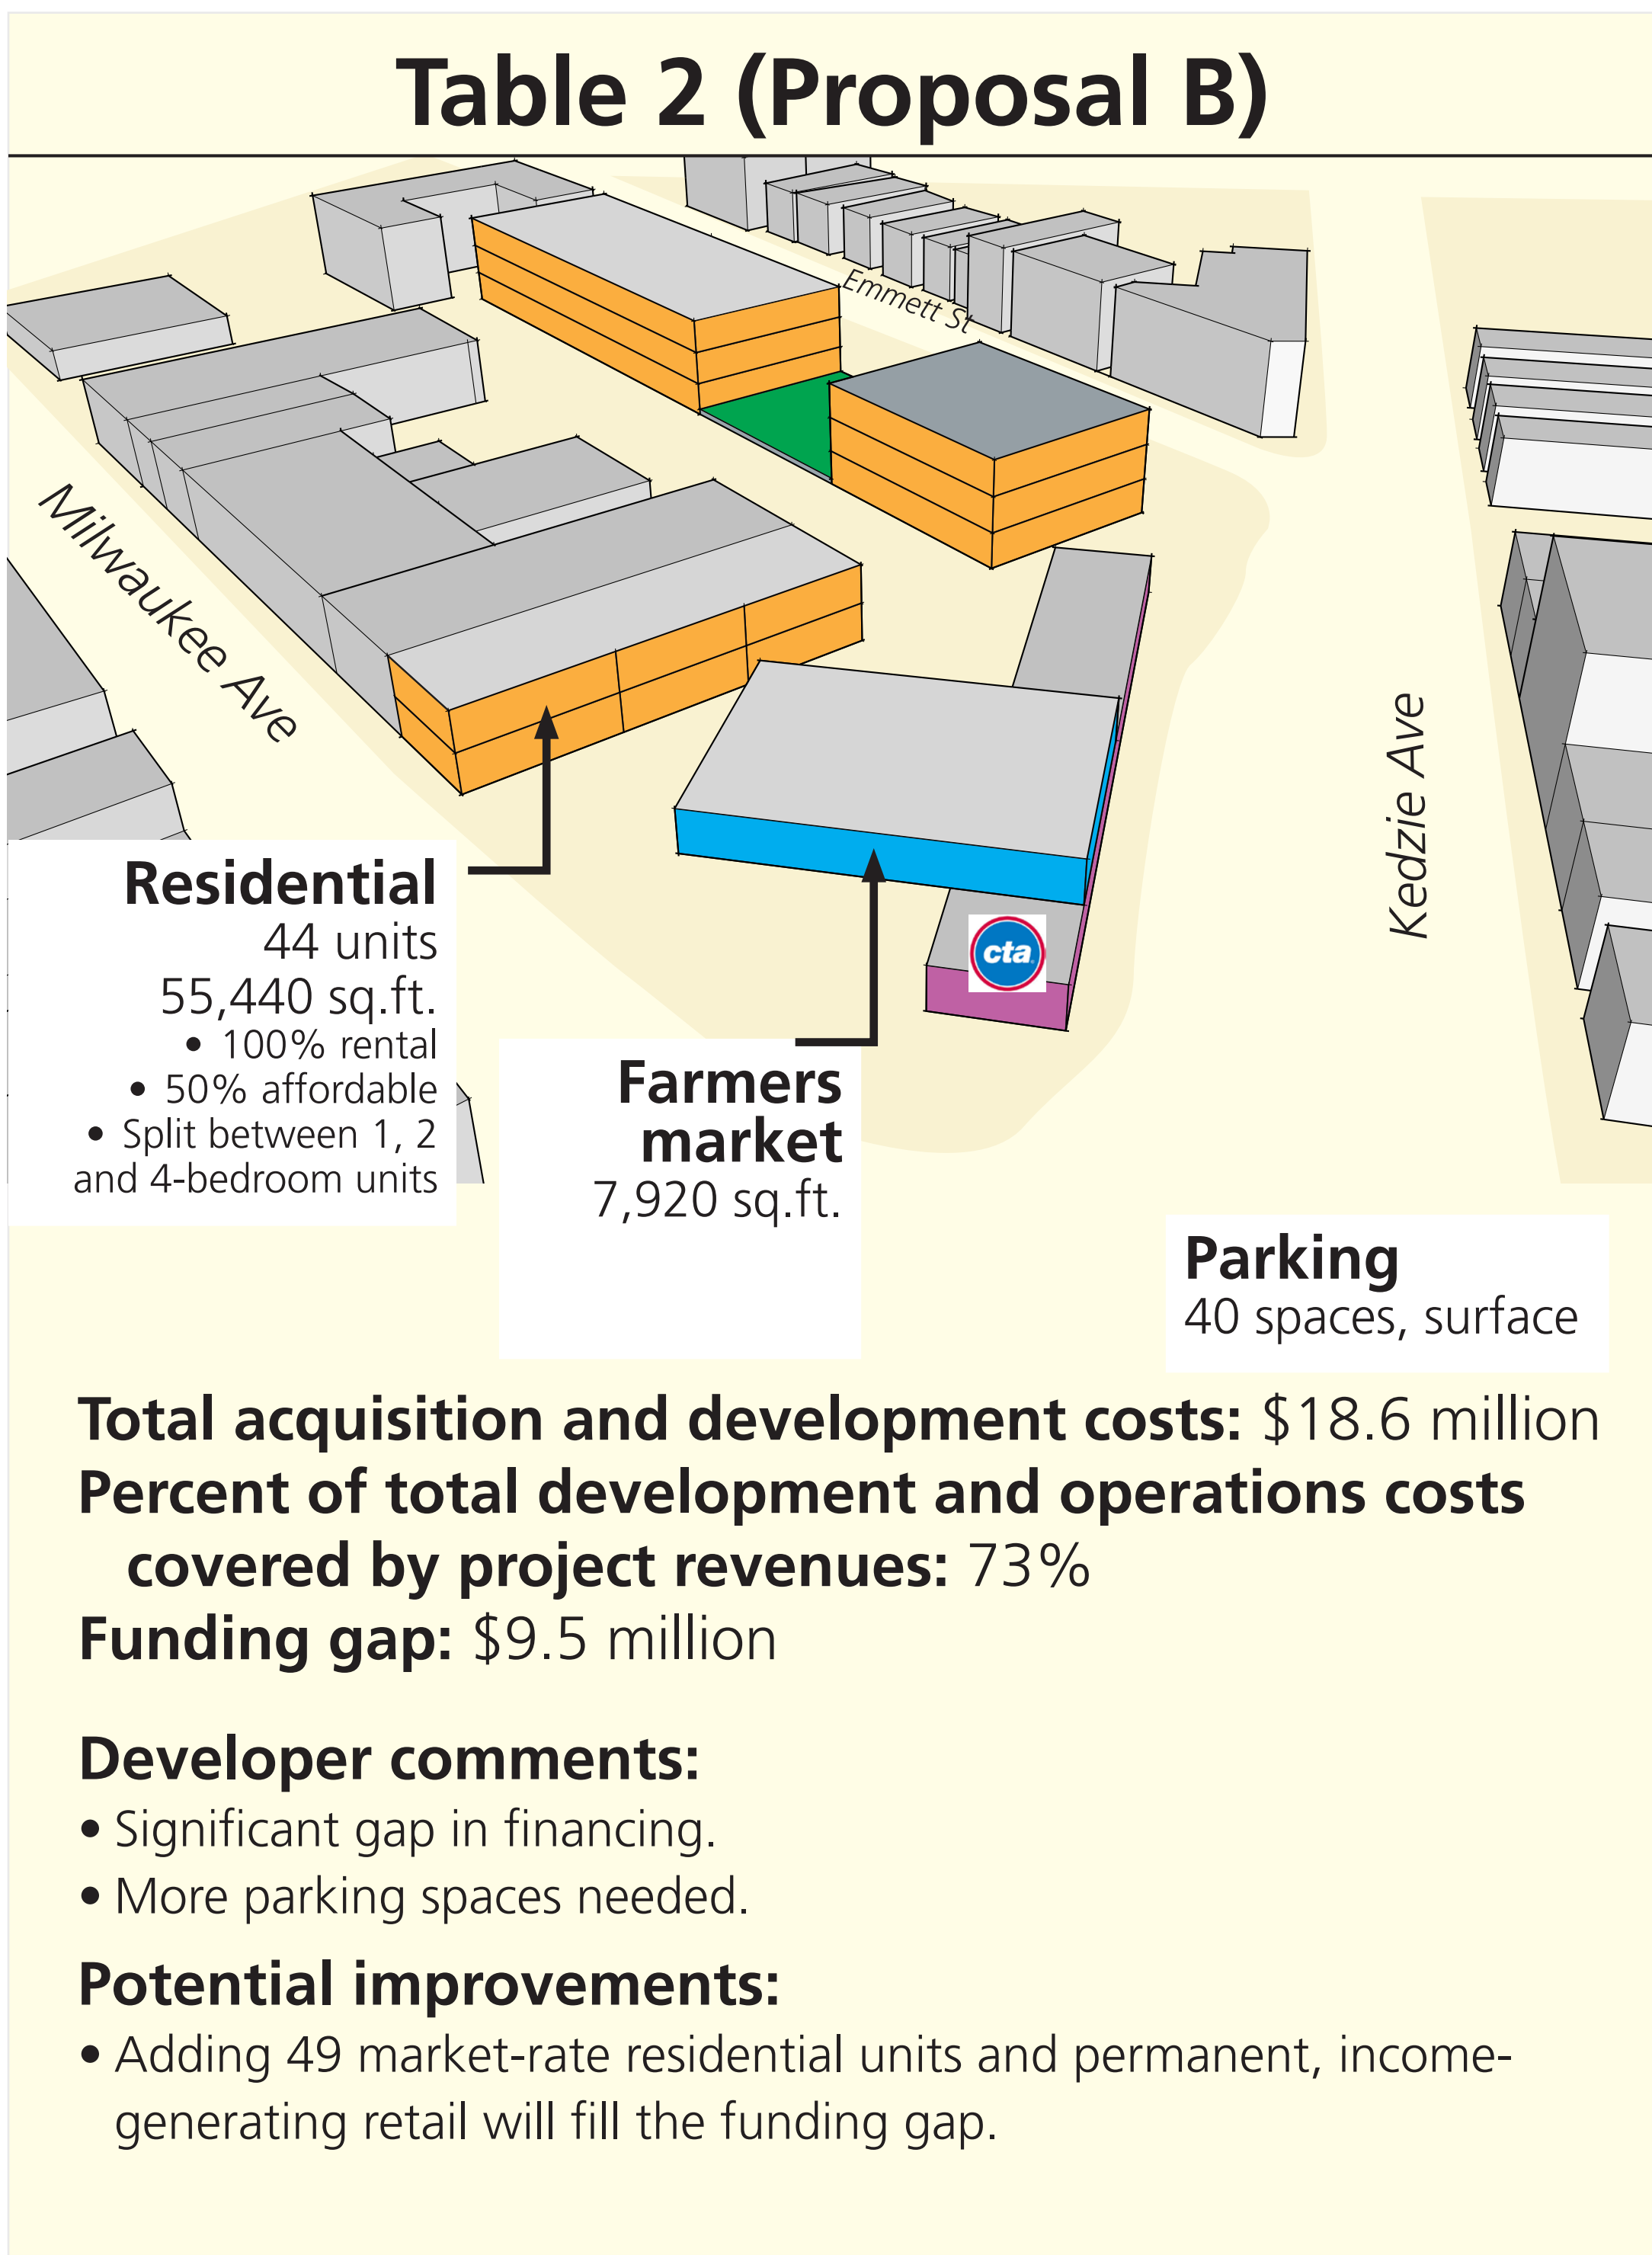 Table 2 (Proposal B)
Emmett St
Milwaukee Ave
Kedzie Ave
Residential
44 units
55,440 sq.ft.
• 100% rental
• 50% affordable
• Split between 1, 2
and 4-bedroom units
cta
Farmers
market
7,920 sq.ft.
Parking
40 spaces, surface
Total acquisition and development costs: $18.6 million
Percent of total development and operations costs
covered by project revenues: 73%
Funding gap: $9.5 million
Developer comments:
• Significant gap in financing.
• More parking spaces needed.
Potential improvements:
• Adding 49 market-rate residential units and permanent, income-
generating retail will fill the funding gap.